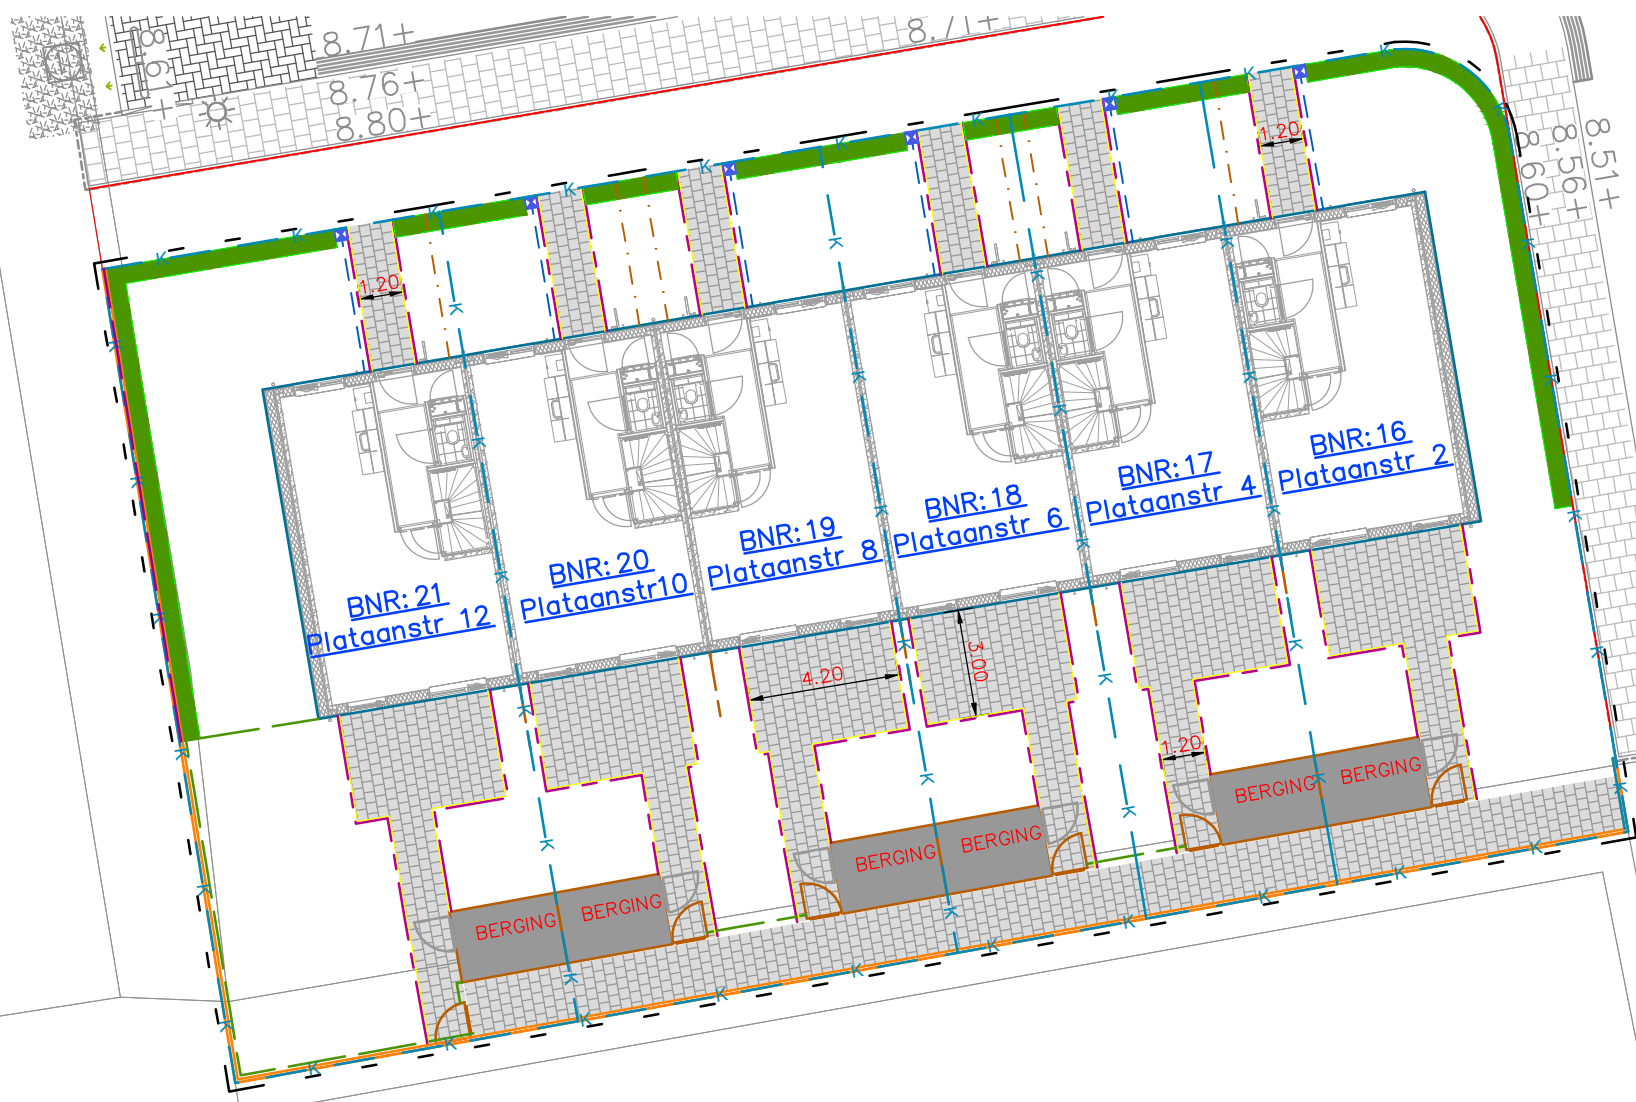 8.71+
8.76+
8.80+
8.61+
8.71+
8.51+
8.56+
8.60+
1.20
1.20
BNR: 16
Plataanstr 2
BNR: 17
Plataanstr 4
BNR: 18
Plataanstr 6
BNR: 19
Plataanstr 8
BNR: 20
Plataanstr10
BNR: 21
Plataanstr 12
4.20
3.00
1.20
BERGING
BERGING
BERGING
BERGING
BERGING
BERGING